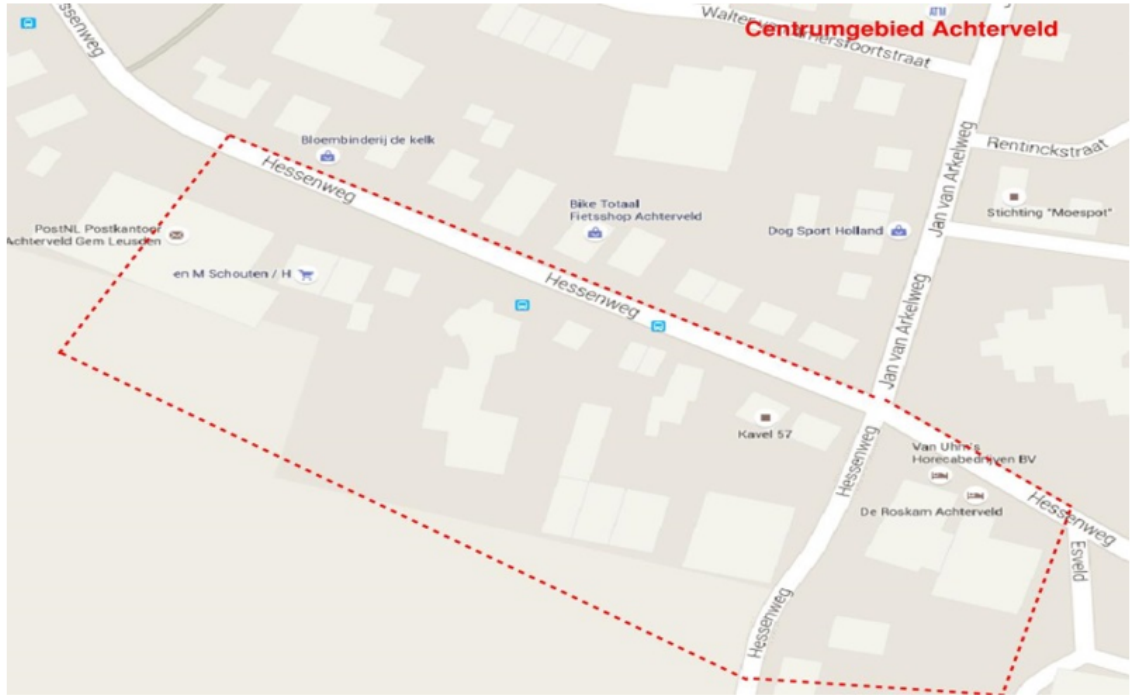 Centrumgebied Achterveld
ATM
Hessenweg
Bloembinderij de kelk
Hessenweg
Rentinckstraat
Jan van Arkelweg
Bike Totaal
Fietsshop Achterveld
Stichting "Moespot"
PostNL Postkantoor
Achterveld Gem Leusden
Dog Sport Holland
en M Schouten / H
Hessenweg
Jan van Arkelweg
Kavel 57
Hessenweg
Van Uhm's
Horecabedrijven BV
De Roskam Achterveld
Hessenweg
Esveld
Hessenweg